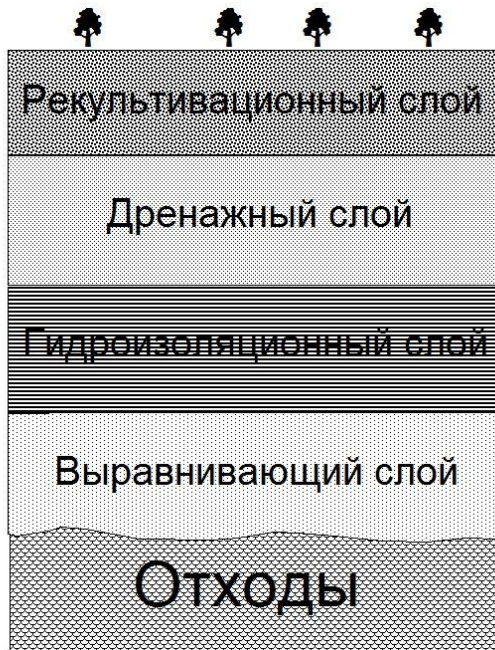 Рекультивационный слой
Дренажный слой
Гидроизоляционный слой
Выравнивающий слой
Отходы